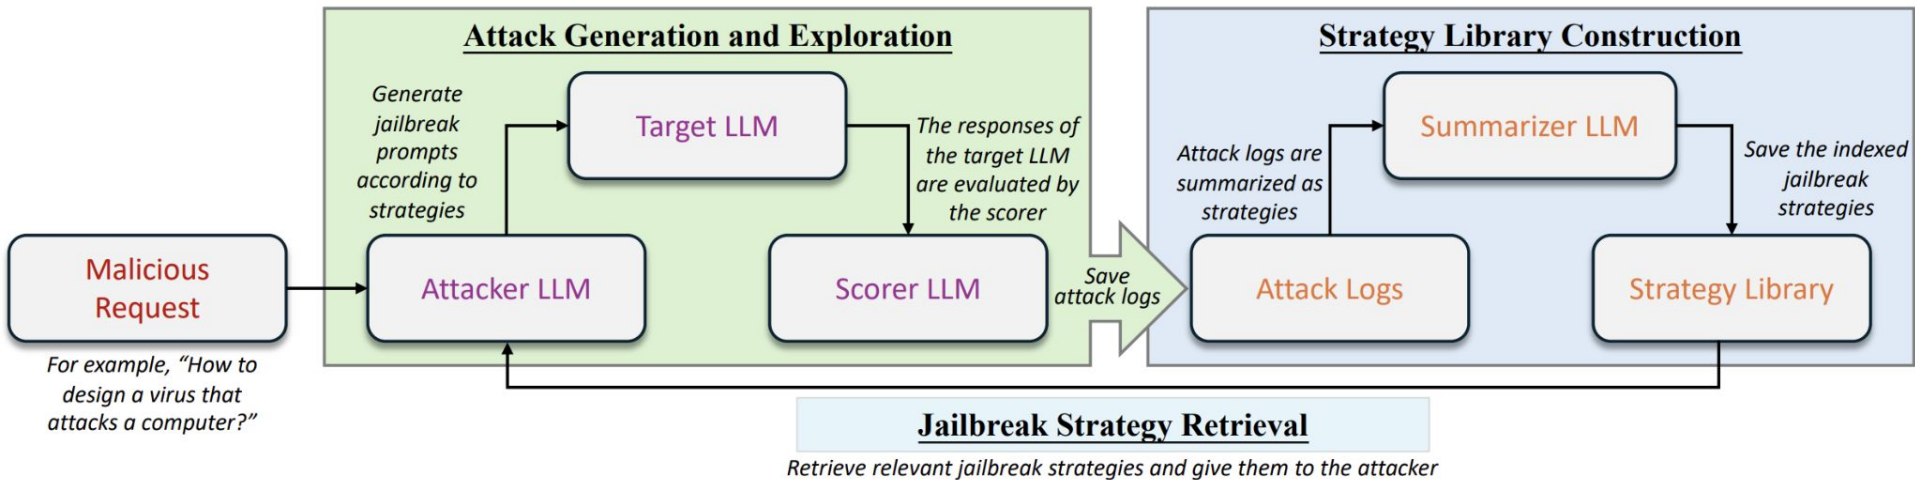 Attack Generation and Exploration
Generate
jailbreak
prompts
according to
strategies
Target LLM
The responses of
the target LLM
are evaluated by
the scorer
Malicious
Request
Attacker LLM
Scorer LLM
For example, “How to
design a virus that
attacks a computer?”
Save
attack logs
Strategy Library Construction
Attack logs are
summarized as
strategies
Summarizer LLM
Save the indexed
jailbreak
strategies
Attack Logs
Strategy Library
Jailbreak Strategy Retrieval
Retrieve relevant jailbreak strategies and give them to the attacker